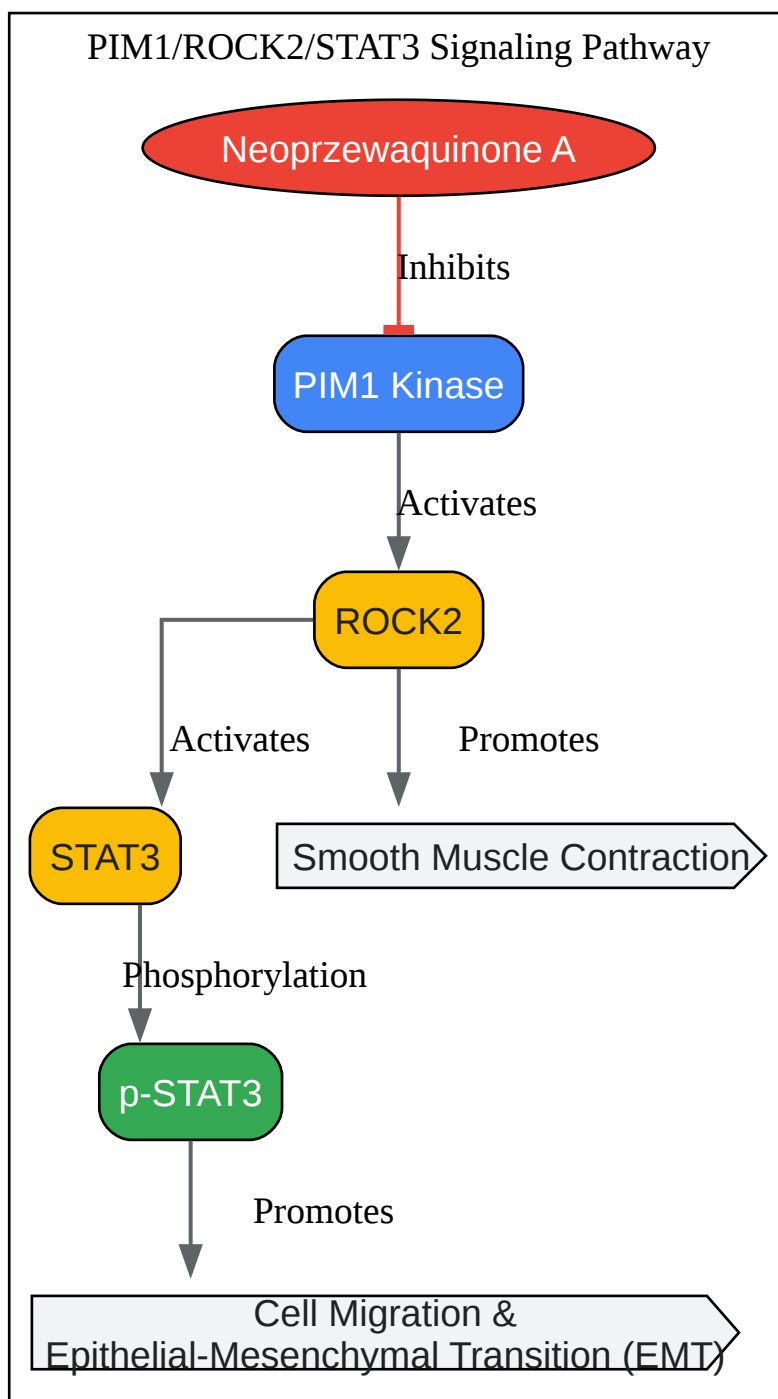 PIM1/ROCK2/STAT3 Signaling Pathway
Neoprzewaquinone A
Inhibits
PIM1 Kinase
Activates
ROCK2
Activates
Promotes
STAT3
Smooth Muscle Contraction
Phosphorylation
p-STAT3
Promotes
Cell Migration &
Epithelial-Mesenchymal Transition (EMT)